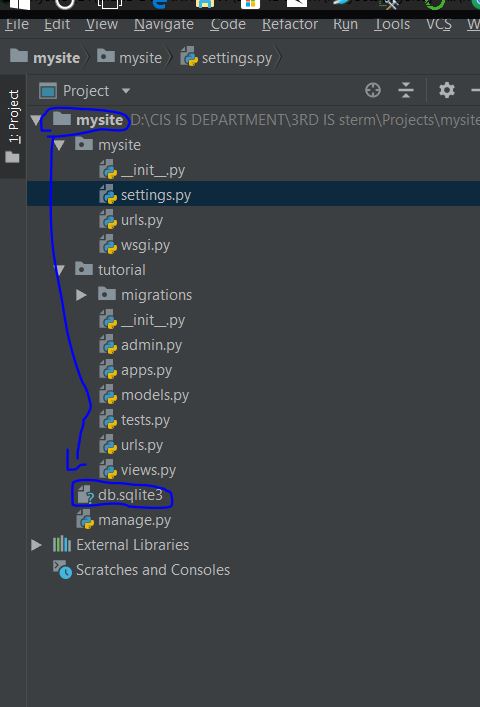 File Edit View Navigate Code Refactor Run Tools
mysite mysite settings.py
1: Project
Project
mysite D:\CIS IS DEPARTMENT\3RD IS sterm\Projects\mysite
mysite
__init__.py
settings.py
urls.py
wsgi.py
tutorial
migrations
__init__.py
admin.py
apps.py
models.py
tests.py
urls.py
views.py
db.sqlite3
manage.py
External Libraries
Scratches and Consoles